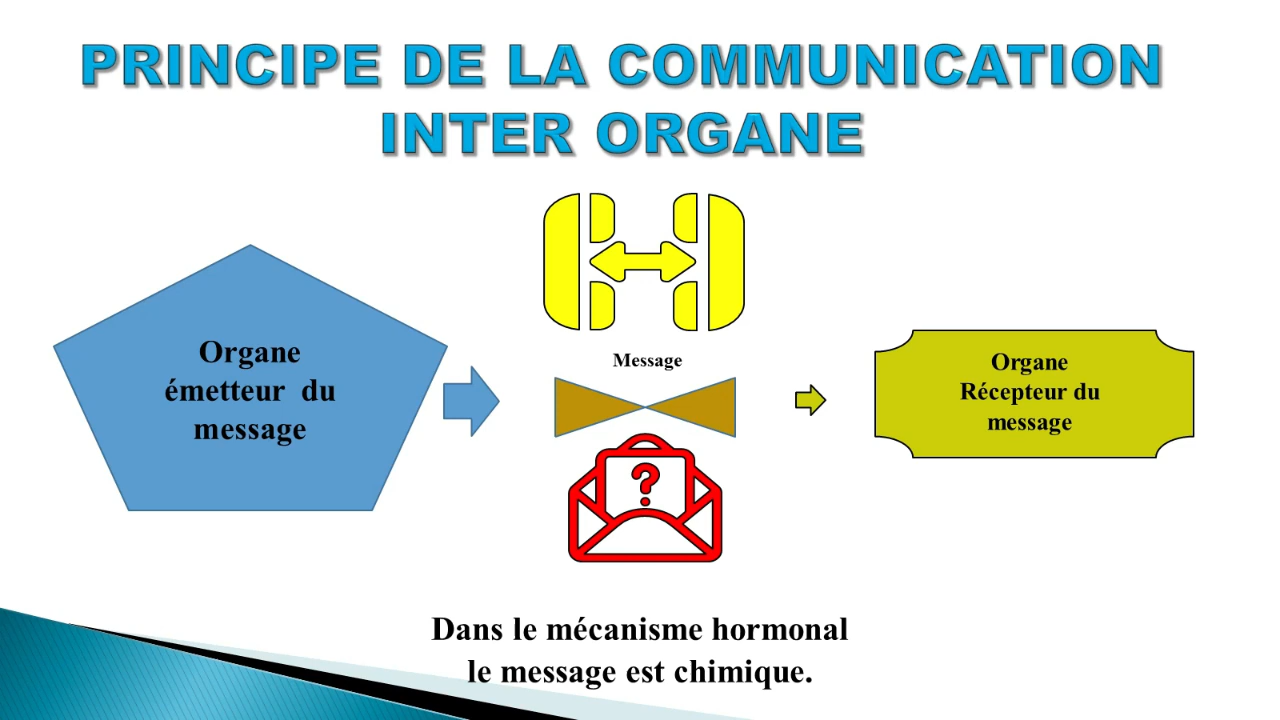 PRINCIPE DE LA COMMUNICATION
INTER ORGANE
Organe
émetteur du
message
Message
?
Organe
Récepteur du
message
Dans le mécanisme hormonal
le message est chimique.